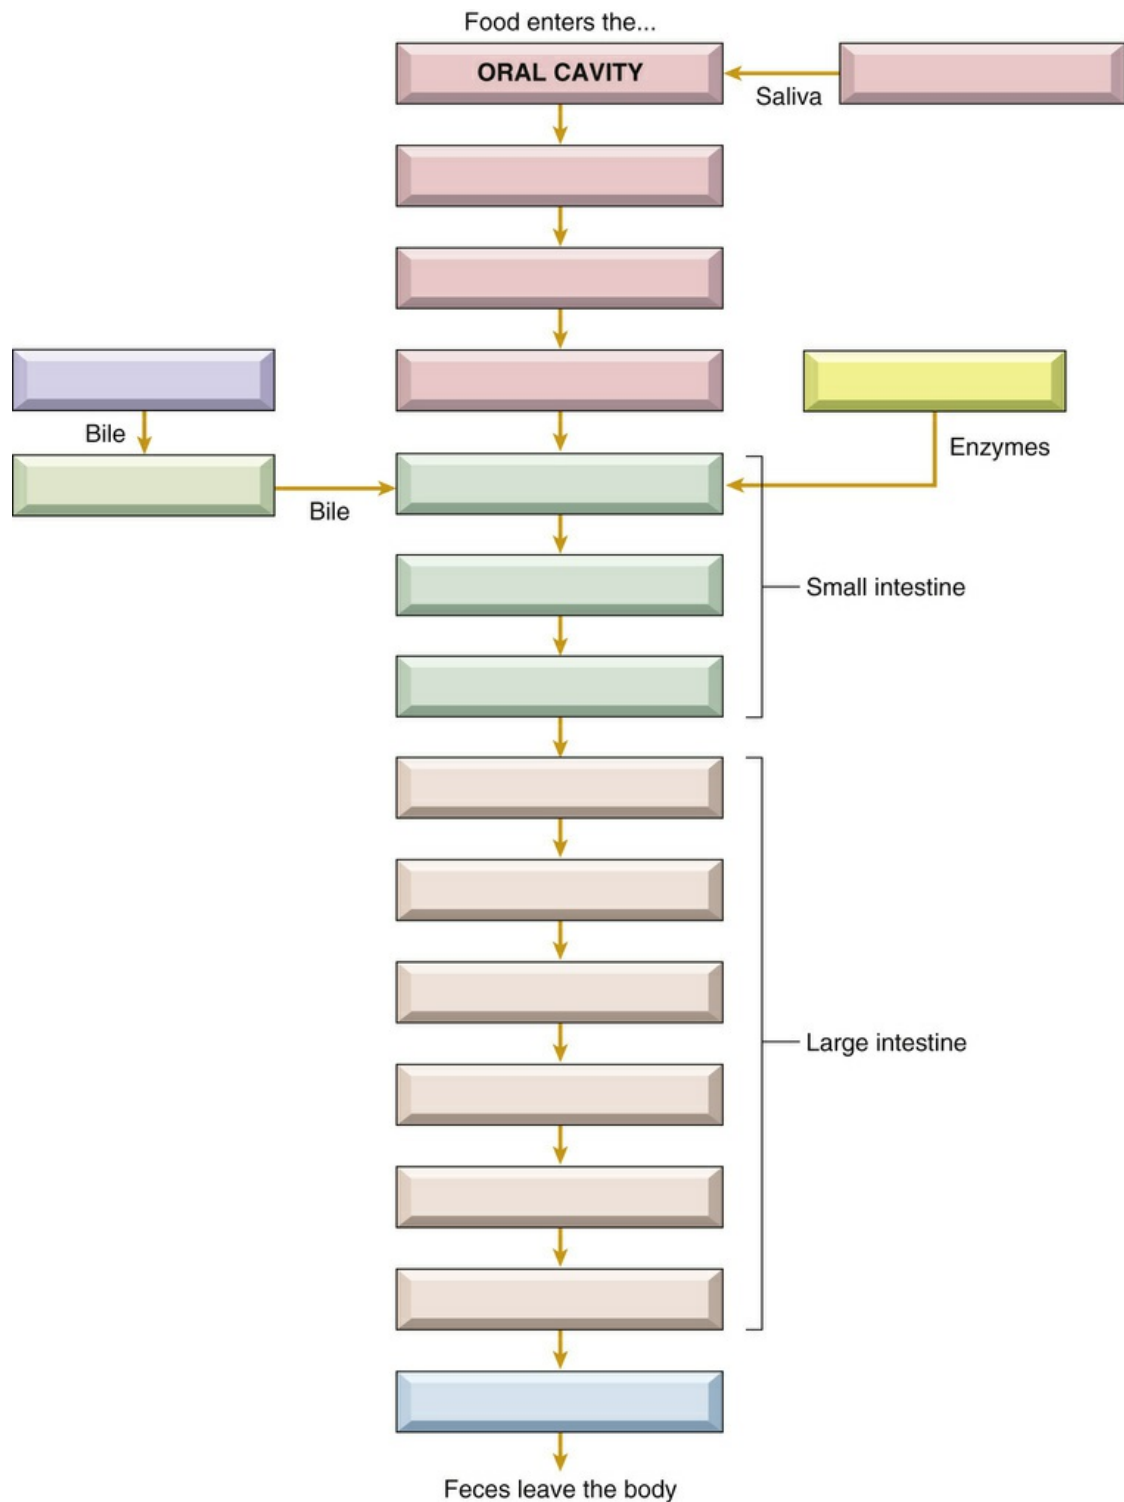 Food enters the...
ORAL CAVITY
Saliva
Bile
Enzymes
Bile
Small intestine
Large intestine
Feces leave the body